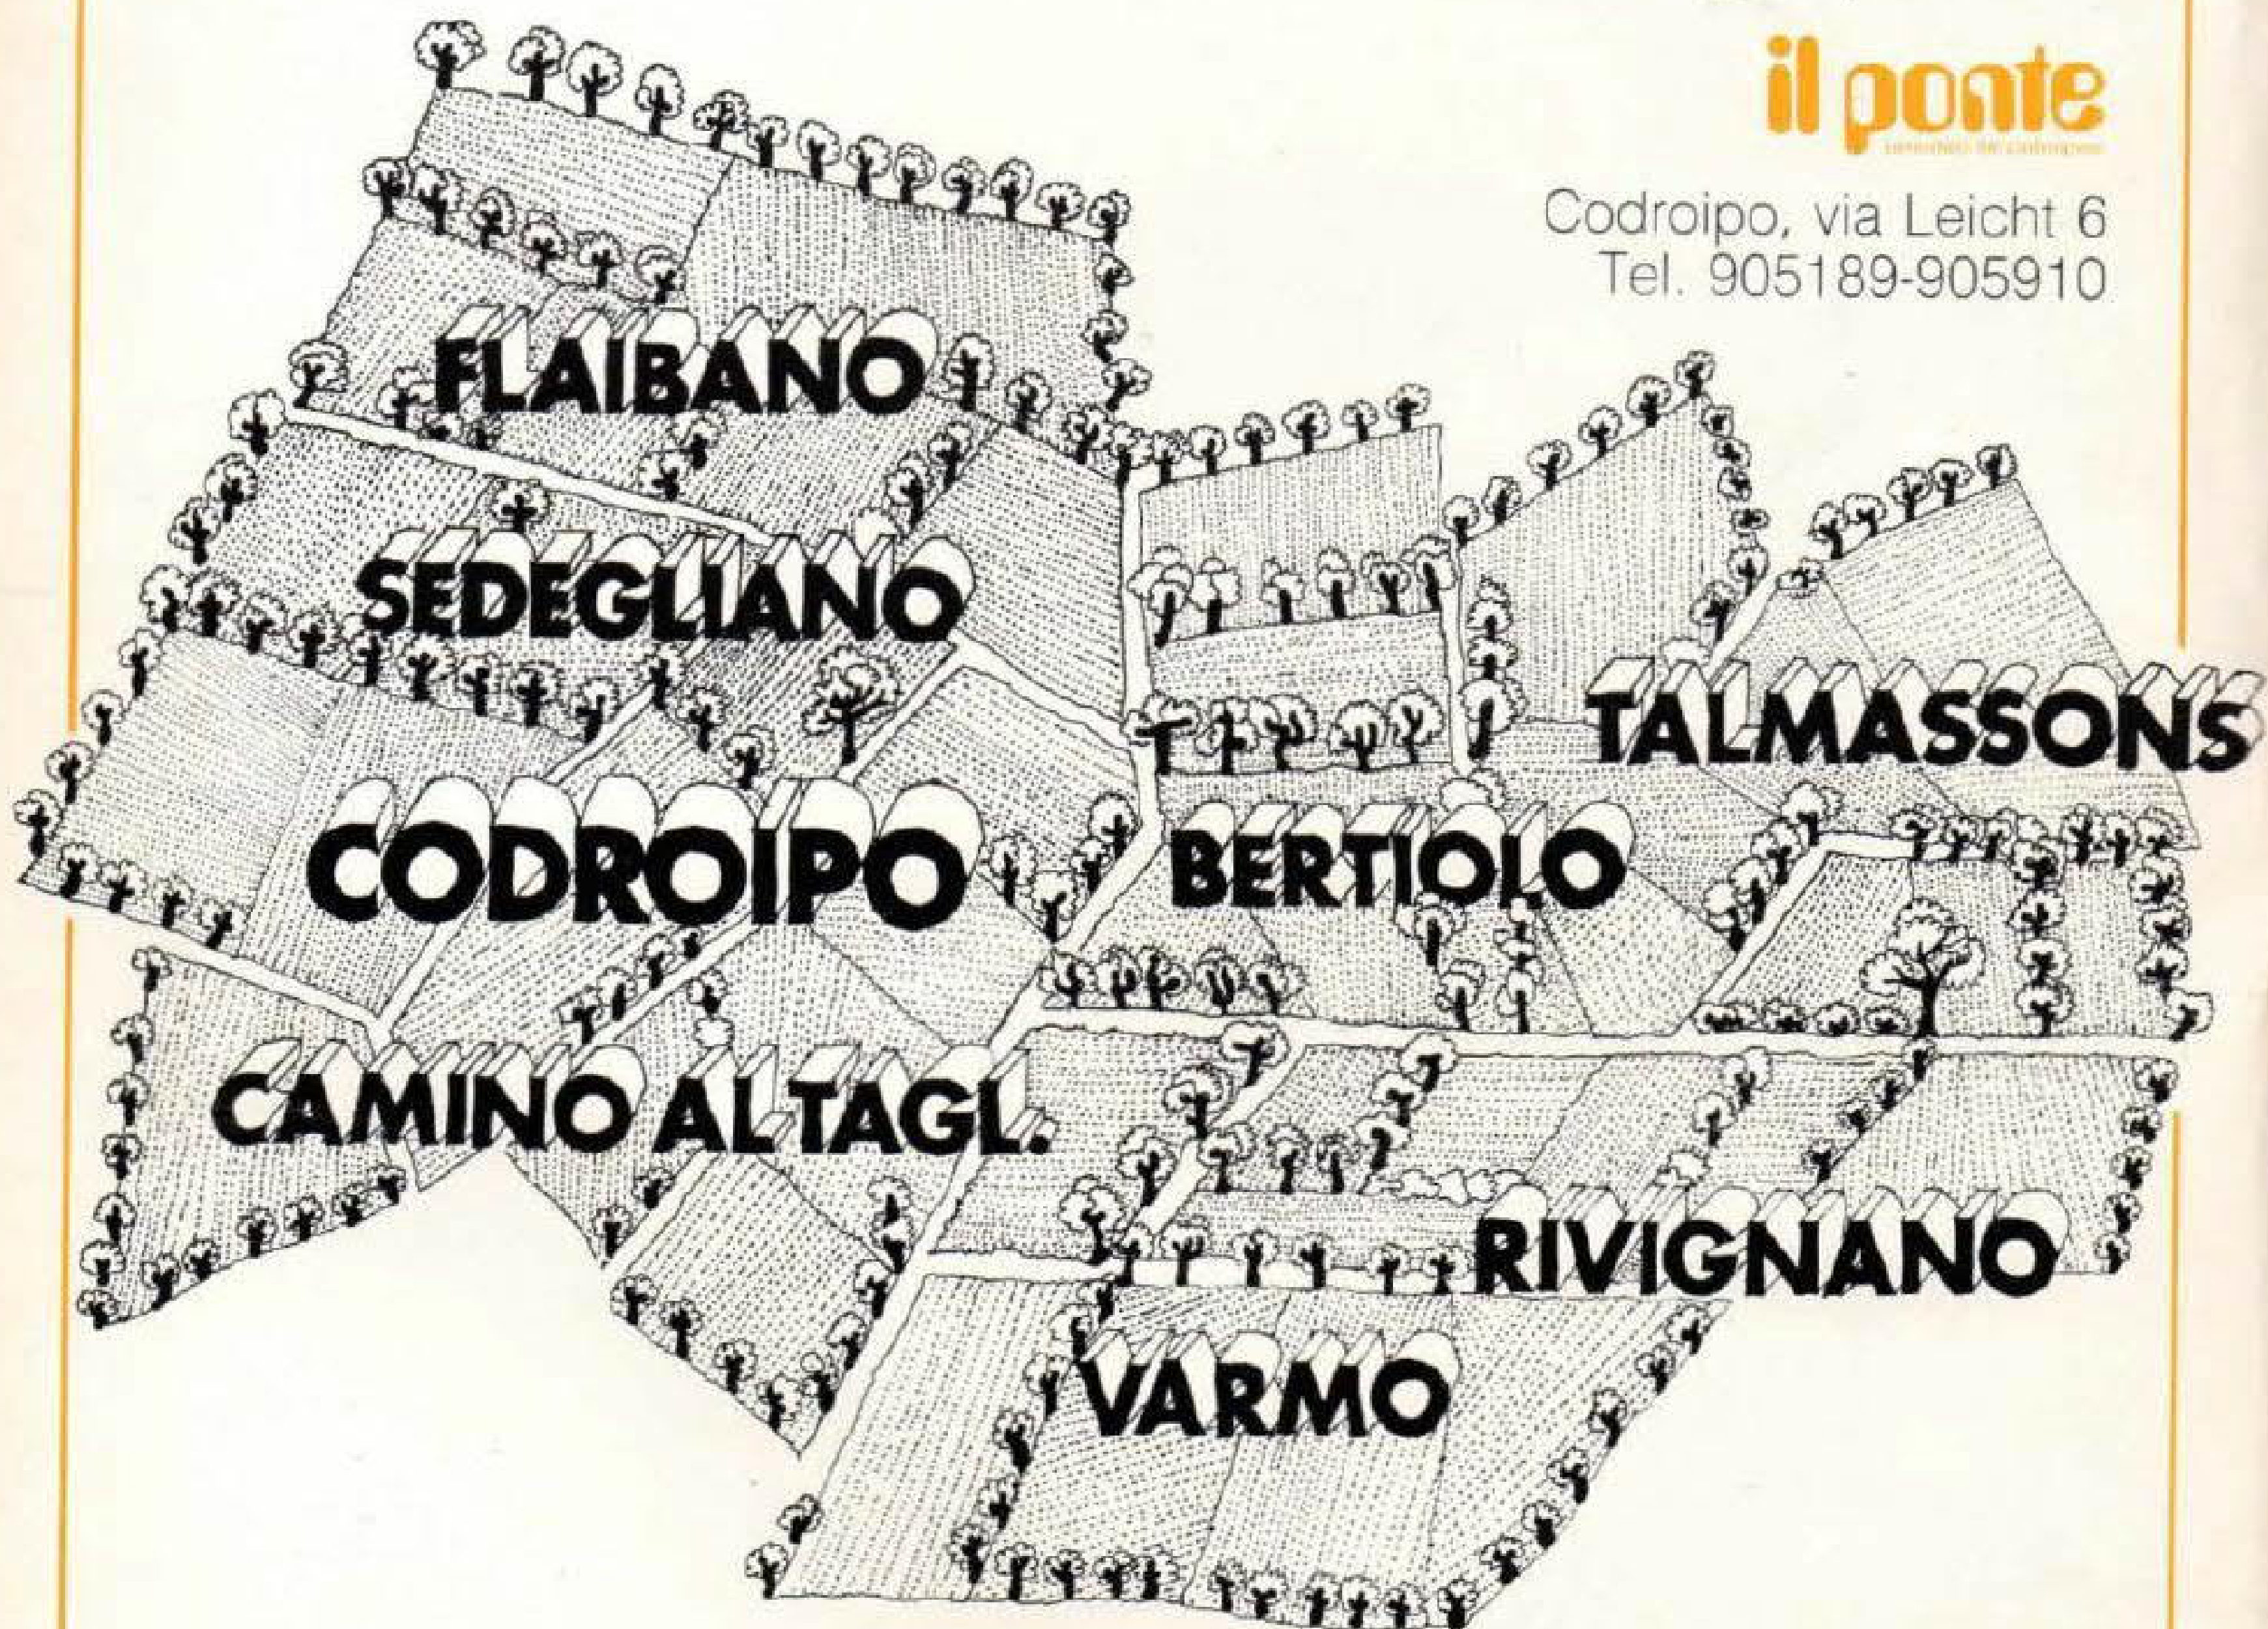 il ponte
Codroipo, via Leicht 6
Tel. 905189-905910
FLAIBANO
SEDEGLIANO
TALMASSONS
CODROIPO
BERTIOLO
CAMINO AL TAGL.
RIVIGNANO
VARMO